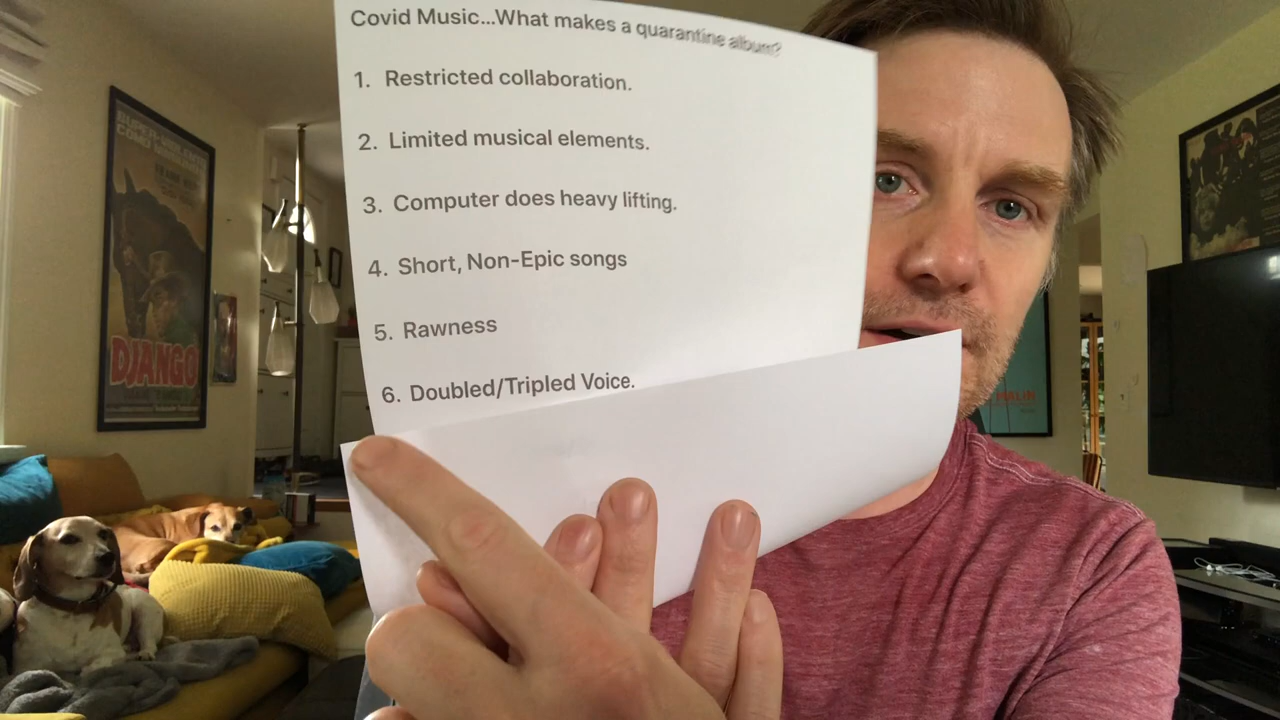 Covid Music...What makes a quarantine album?
1. Restricted collaboration.
2. Limited musical elements.
3. Computer does heavy lifting.
4. Short, Non-Epic songs
5. Rawness
6. Doubled/Tripled Voice.
DJANGO